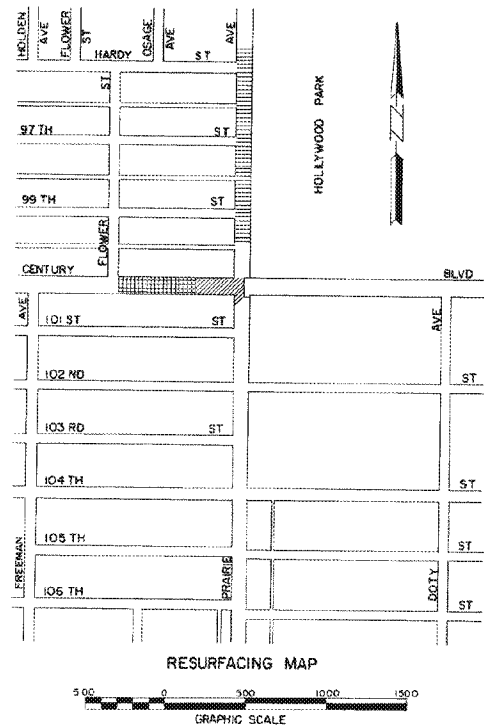 HOLDEN
AVE
FLOWER
ST
OSAGE
AVE
AVE
HARDY ST
ST
97 TH ST
HOLLYWOOD PARK
99 TH ST
FLOWER
CENTURY BLVD
AVE
101 ST ST
AVE
102 ND ST
103 RD ST
104 TH ST
105 TH ST
FREEMAN
PRAIRIE
DOTY
106 TH ST
RESURFACING MAP
500 0 500 1000 1500
GRAPHIC SCALE